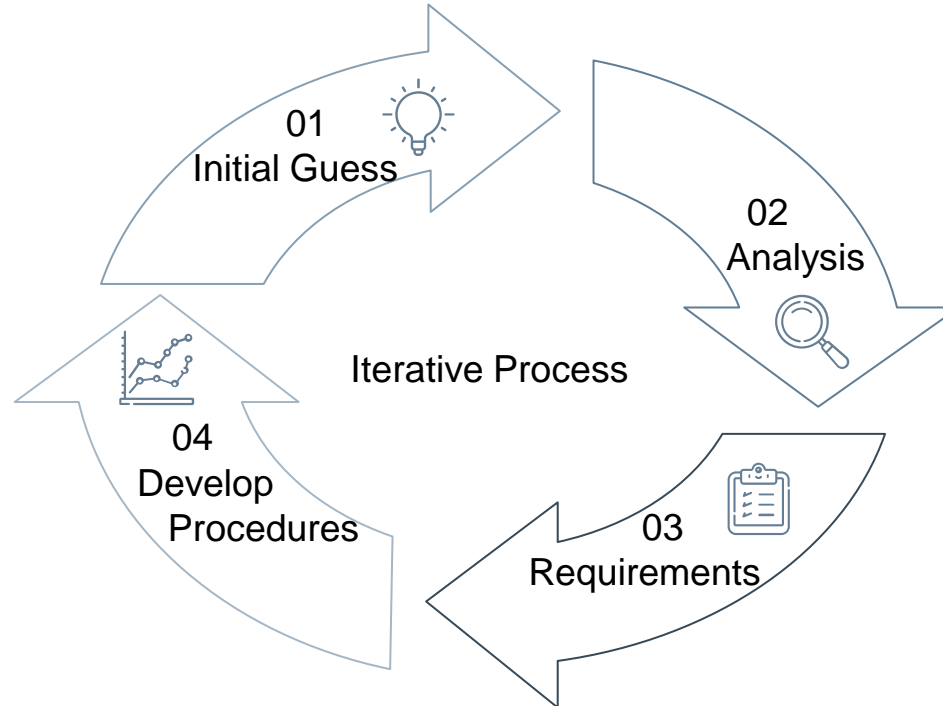 01
Initial Guess
02
Analysis
Iterative Process
03
Requirements
04
Develop
Procedures